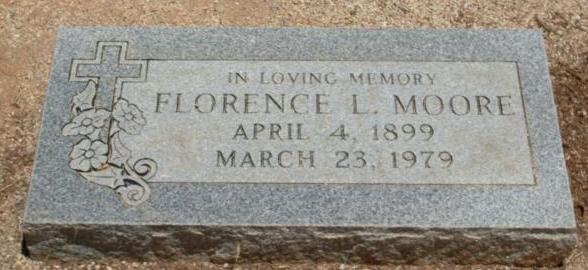 IN LOVING MEMORY
FLORENCE L. MOORE
APRIL 4, 1899
MARCH 23, 1979